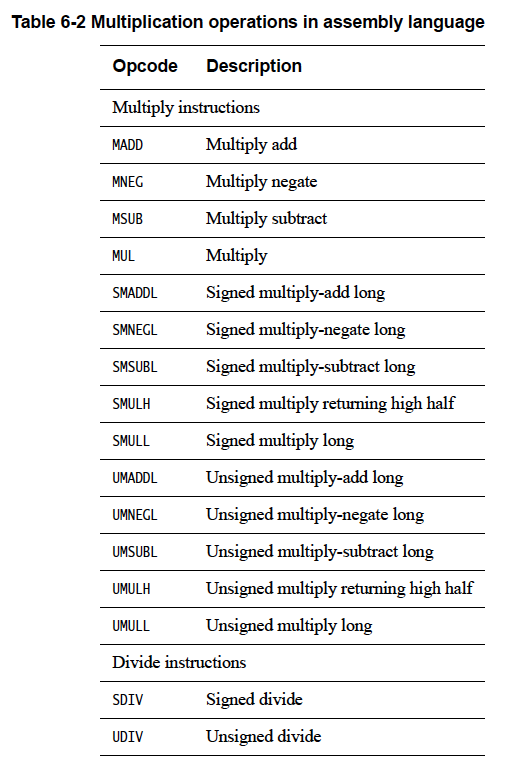 Table 6-2 Multiplication operations in assembly language
Opcode Description
Multiply instructions
MADD Multiply add
MNEG Multiply negate
MSUB Multiply subtract
MUL Multiply
SMADDL Signed multiply-add long
SMNEGL Signed multiply-negate long
SMSUBL Signed multiply-subtract long
SMULH Signed multiply returning high half
SMULL Signed multiply long
UMADDL Unsigned multiply-add long
UMNEGL Unsigned multiply-negate long
UMSUBL Unsigned multiply-subtract long
UMULH Unsigned multiply returning high half
UMULL Unsigned multiply long
Divide instructions
SDIV Signed divide
UDIV Unsigned divide